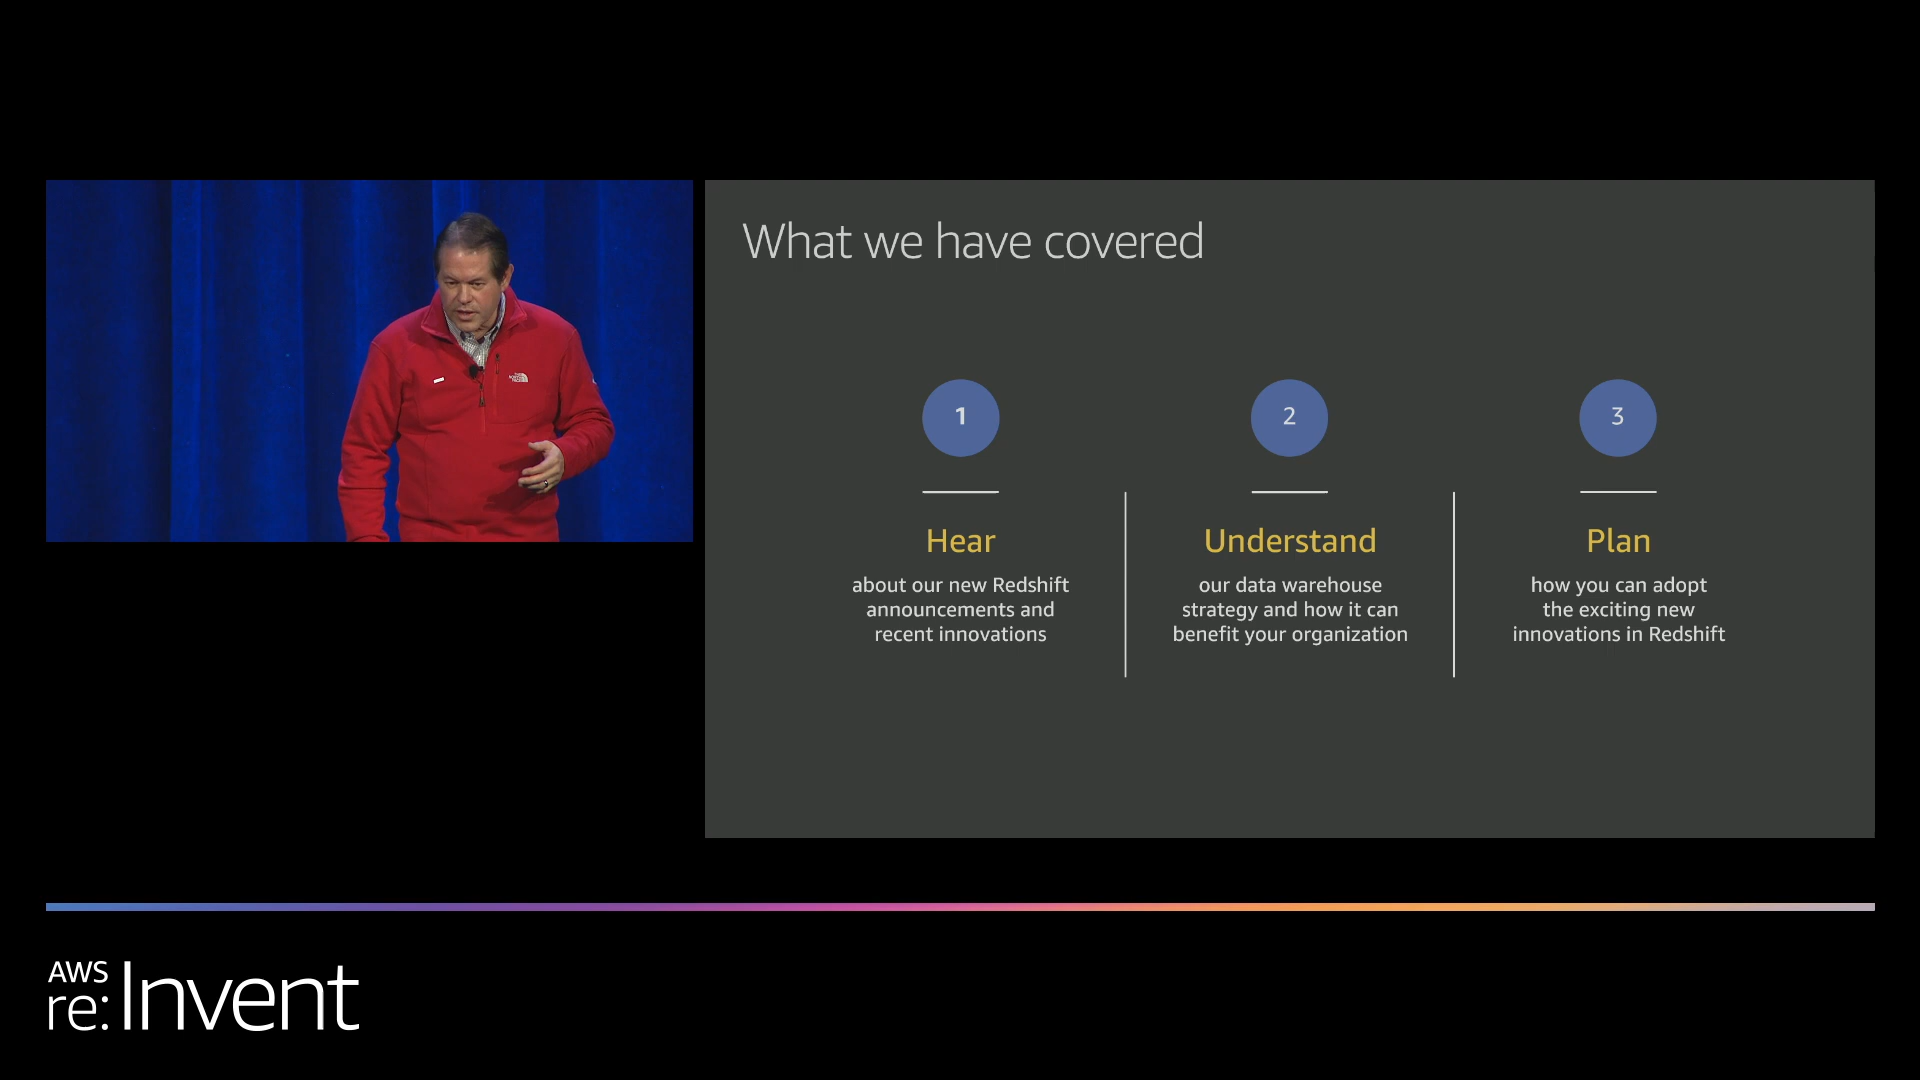 What we have covered
1
Hear
about our new Redshift
announcements and
recent innovations
2
Understand
our data warehouse
strategy and how it can
benefit your organization
3
Plan
how you can adopt
the exciting new
innovations in Redshift
AWS
re:Invent